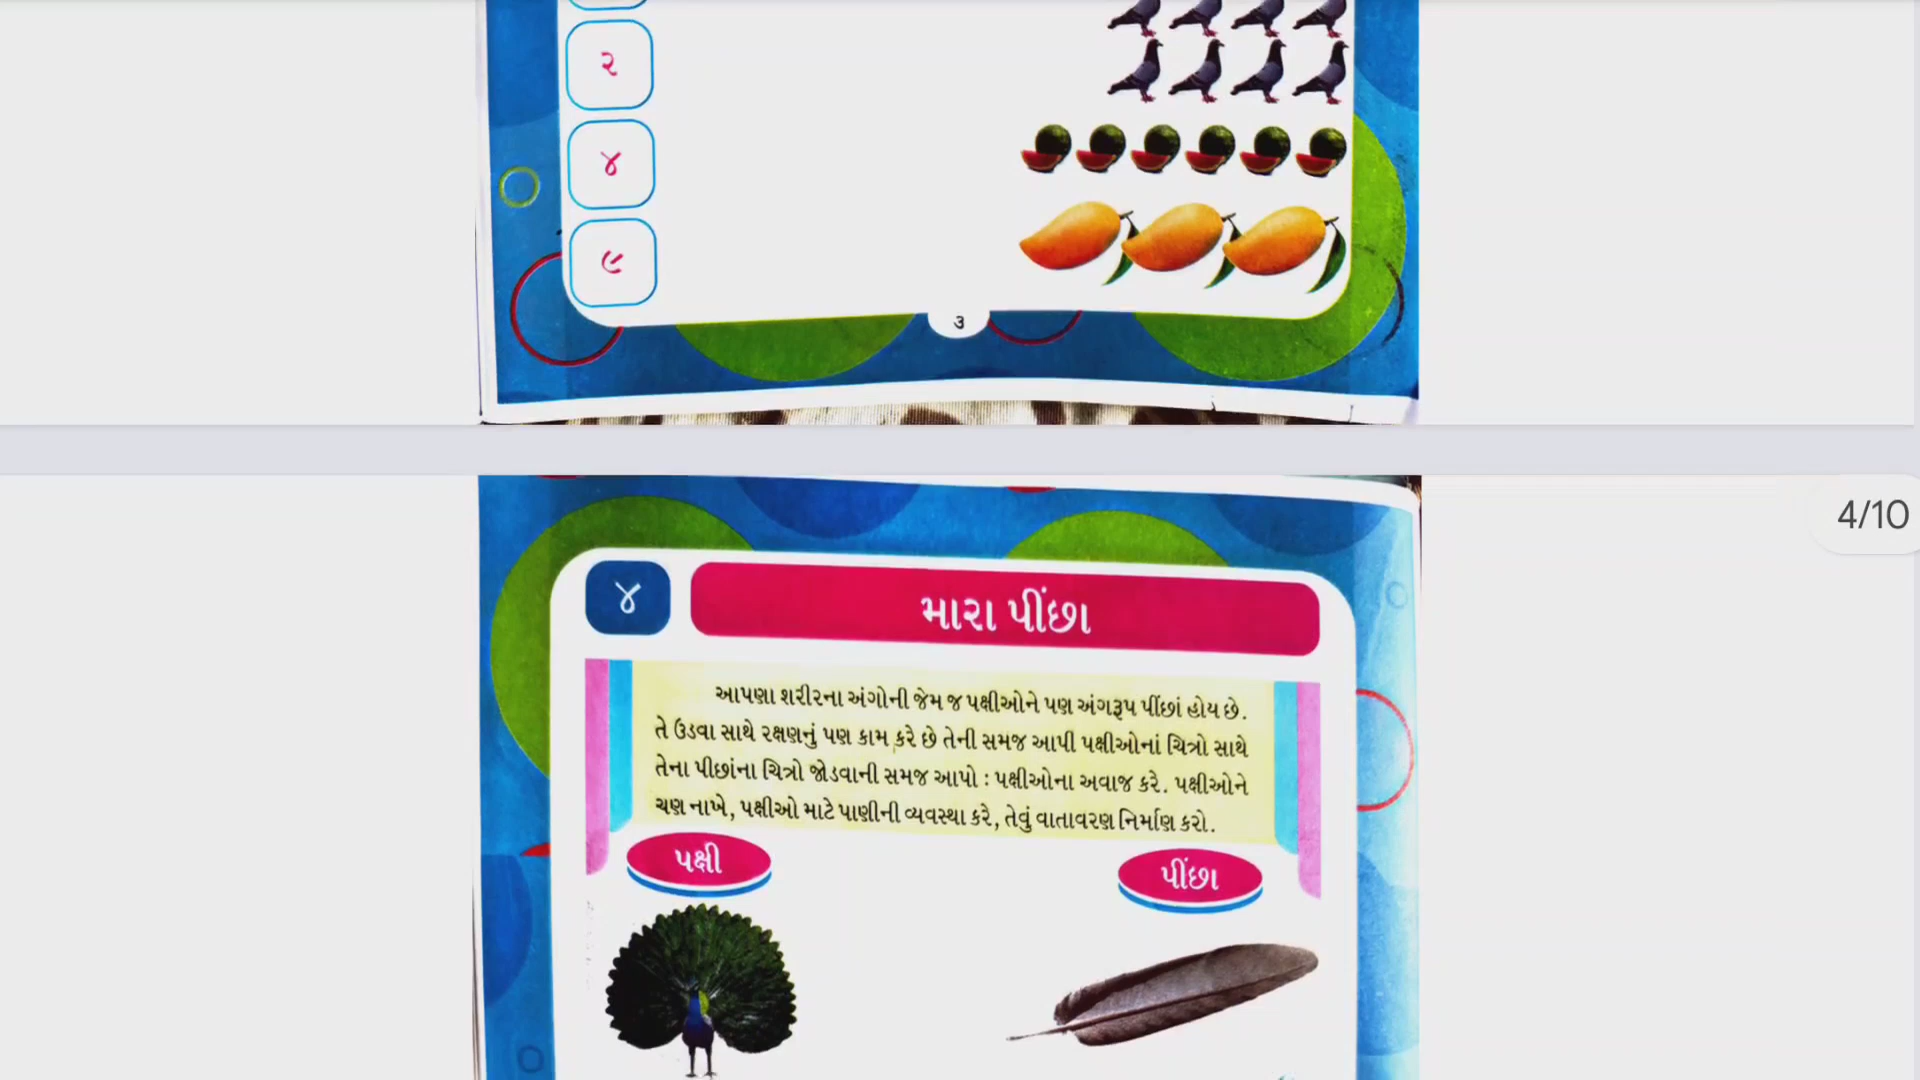 ૨
૪
૯
૩
4/10
૪
મારા પીંછા
આપણા શરીરના અંગોની જેમ જ પક્ષીઓને પણ અંગરૂપ પીંછાં હોય છે.
તે ઉડવા સાથે રક્ષણનું પણ કામ કરે છે તેની સમજ આપી પક્ષીઓનાં ચિત્રો સાથે
તેના પીછાંના ચિત્રો જોડવાની સમજ આપો : પક્ષીઓના અવાજ કરે. પક્ષીઓને
ચણ નાખે, પક્ષીઓ માટે પાણીની વ્યવસ્થા કરે, તેવું વાતાવરણ નિર્માણ કરો.
પક્ષી
પીંછા